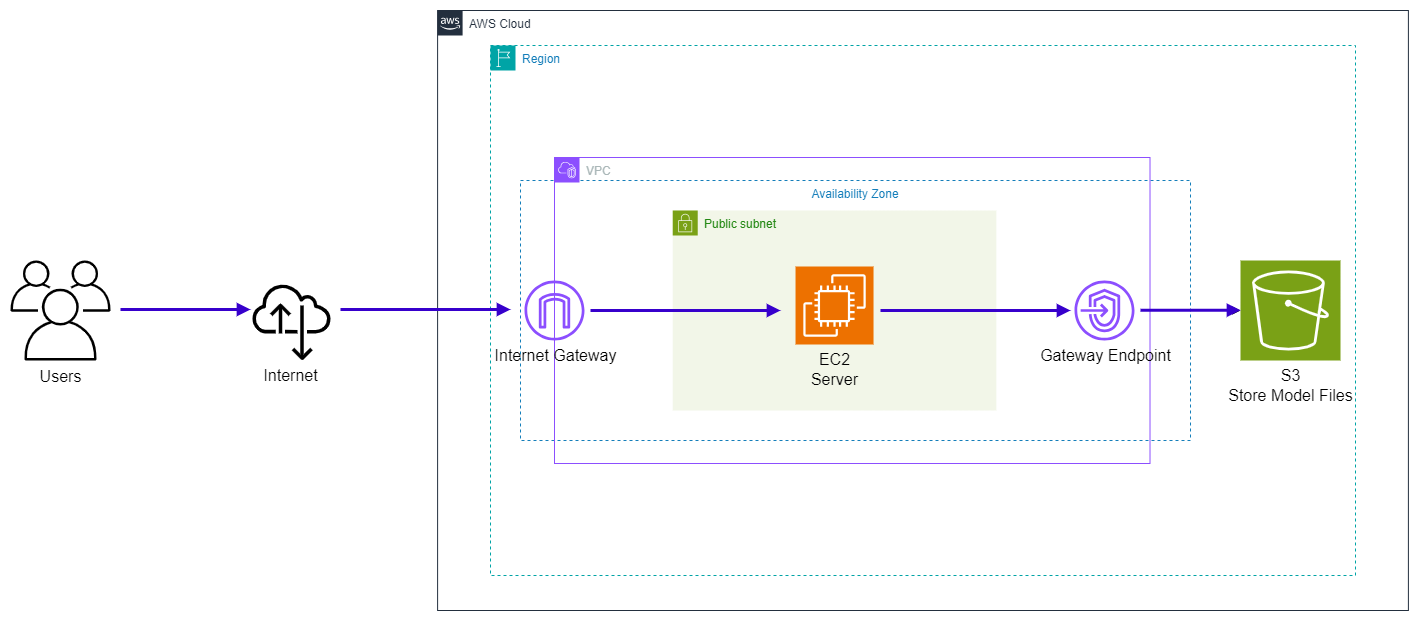 aws
AWS Cloud
Region
VPC
Availability Zone
Public subnet
Users
Internet
Internet Gateway
EC2
Server
Gateway Endpoint
S3
Store Model Files